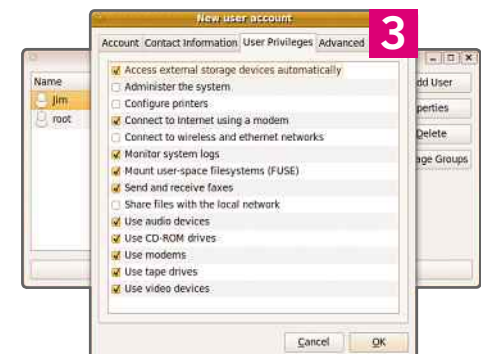 New user account
3
Account Contact Information User Privileges Advanced
Access external storage devices automatically
Administer the system
Configure printers
Connect to Internet using a modem
Connect to wireless and ethernet networks
Monitor system logs
Mount user-space filesystems (FUSE)
Send and receive faxes
Share files with the local network
Use audio devices
Use CD-ROM drives
Use modems
Use tape drives
Use video devices
Cancel OK
Name
Jim
root
dd User
perties
Delete
age Groups